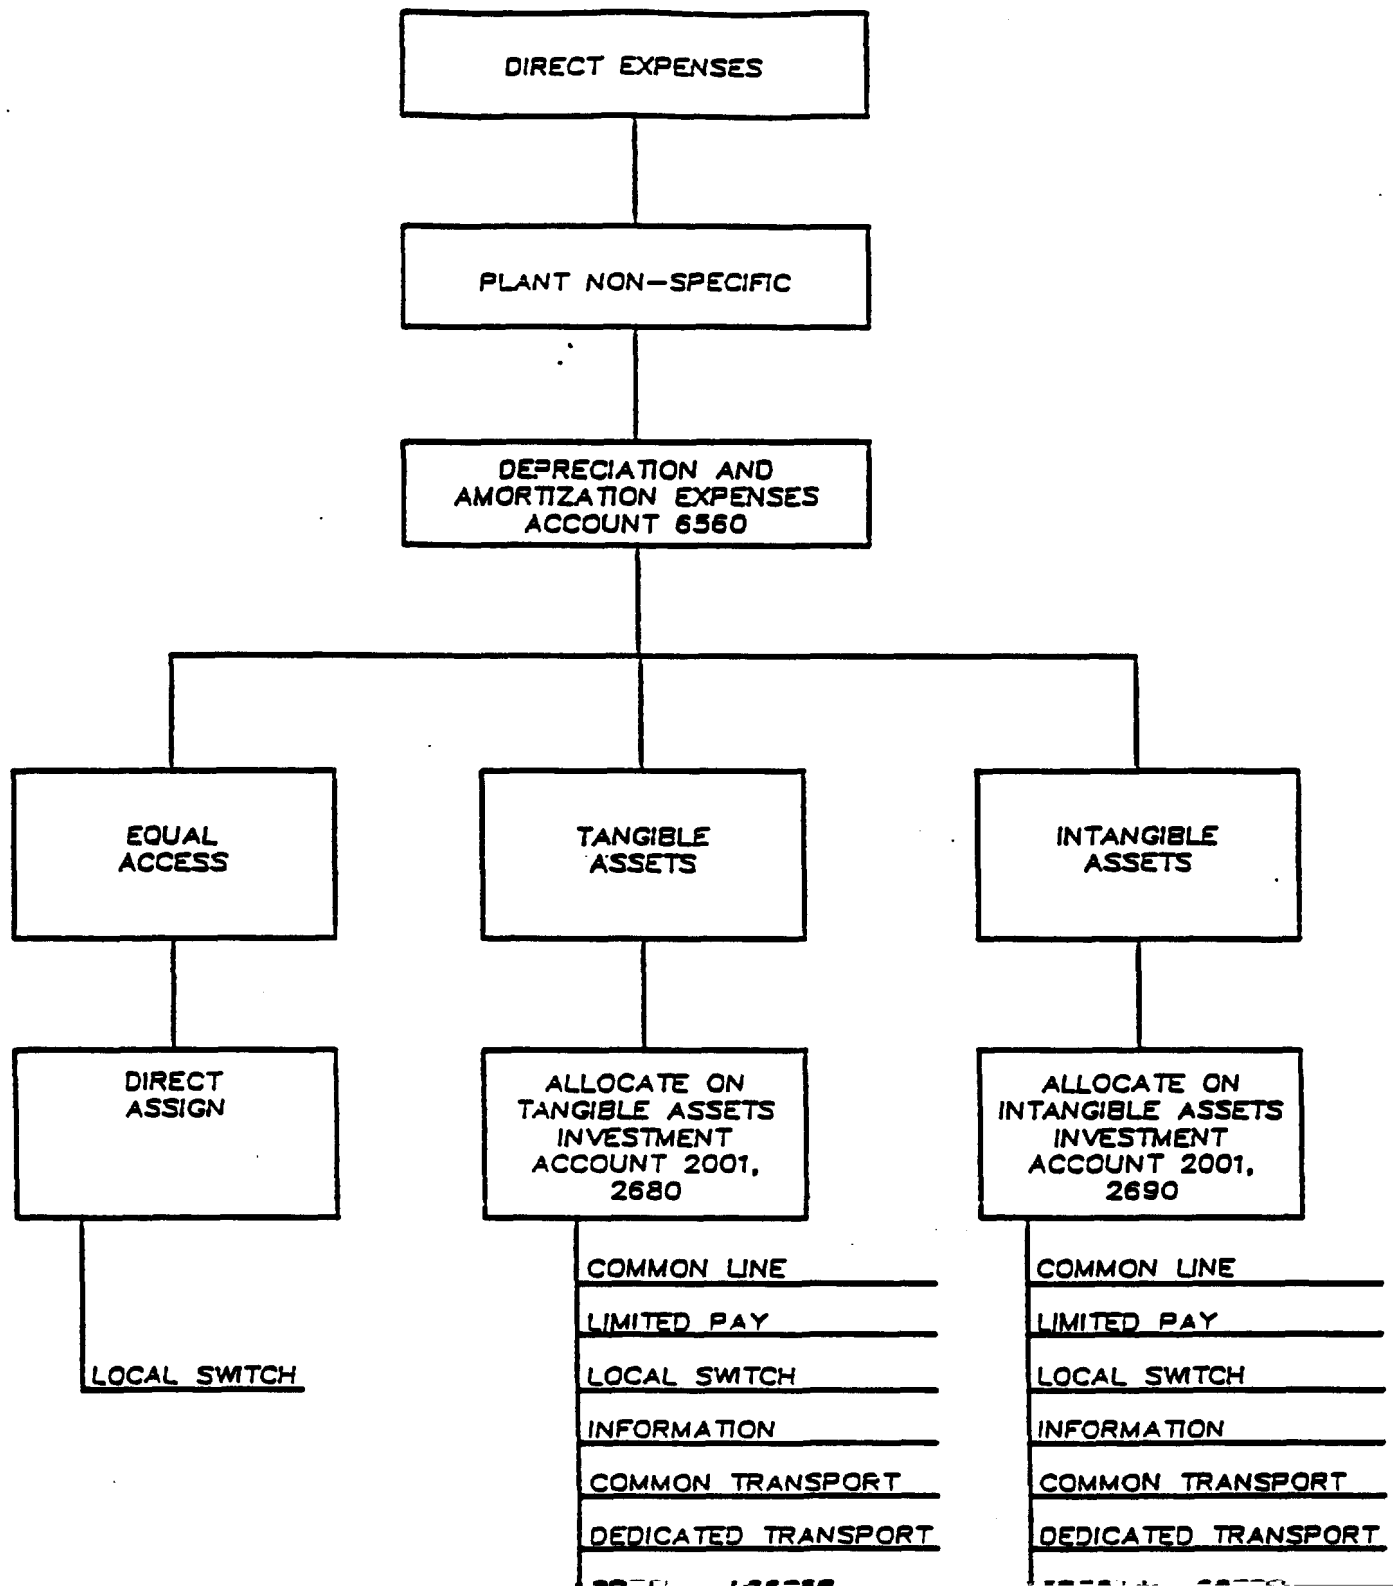 DIRECT EXPENSES
PLANT NON-SPECIFIC
DEPRECIATION AND
AMORTIZATION EXPENSES
ACCOUNT 6560
EQUAL
ACCESS
TANGIBLE
ASSETS
INTANGIBLE
ASSETS
DIRECT
ASSIGN
ALLOCATE ON
TANGIBLE ASSETS
INVESTMENT
ACCOUNT 2001,
2680
ALLOCATE ON
INTANGIBLE ASSETS
INVESTMENT
ACCOUNT 2001,
2690
LOCAL SWITCH
COMMON LINE
LIMITED PAY
LOCAL SWITCH
INFORMATION
COMMON TRANSPORT
DEDICATED TRANSPORT
COMMON LINE
LIMITED PAY
LOCAL SWITCH
INFORMATION
COMMON TRANSPORT
DEDICATED TRANSPORT